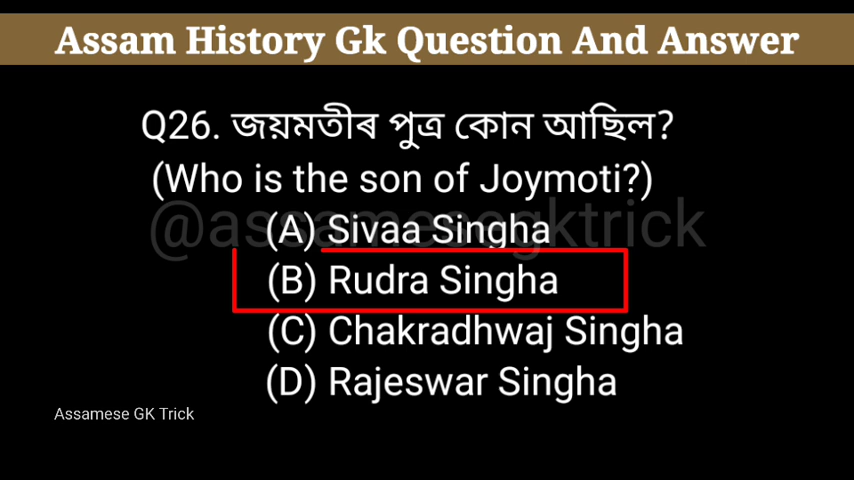 Assam History Gk Question And Answer
Q26. জয়মতীৰ পুত্ৰ কোন আছিল?
(Who is the son of Joymoti?)
@assamesegktrick
(A) Sivaa Singha
(B) Rudra Singha
(C) Chakradhwaj Singha
(D) Rajeswar Singha
Assamese GK Trick